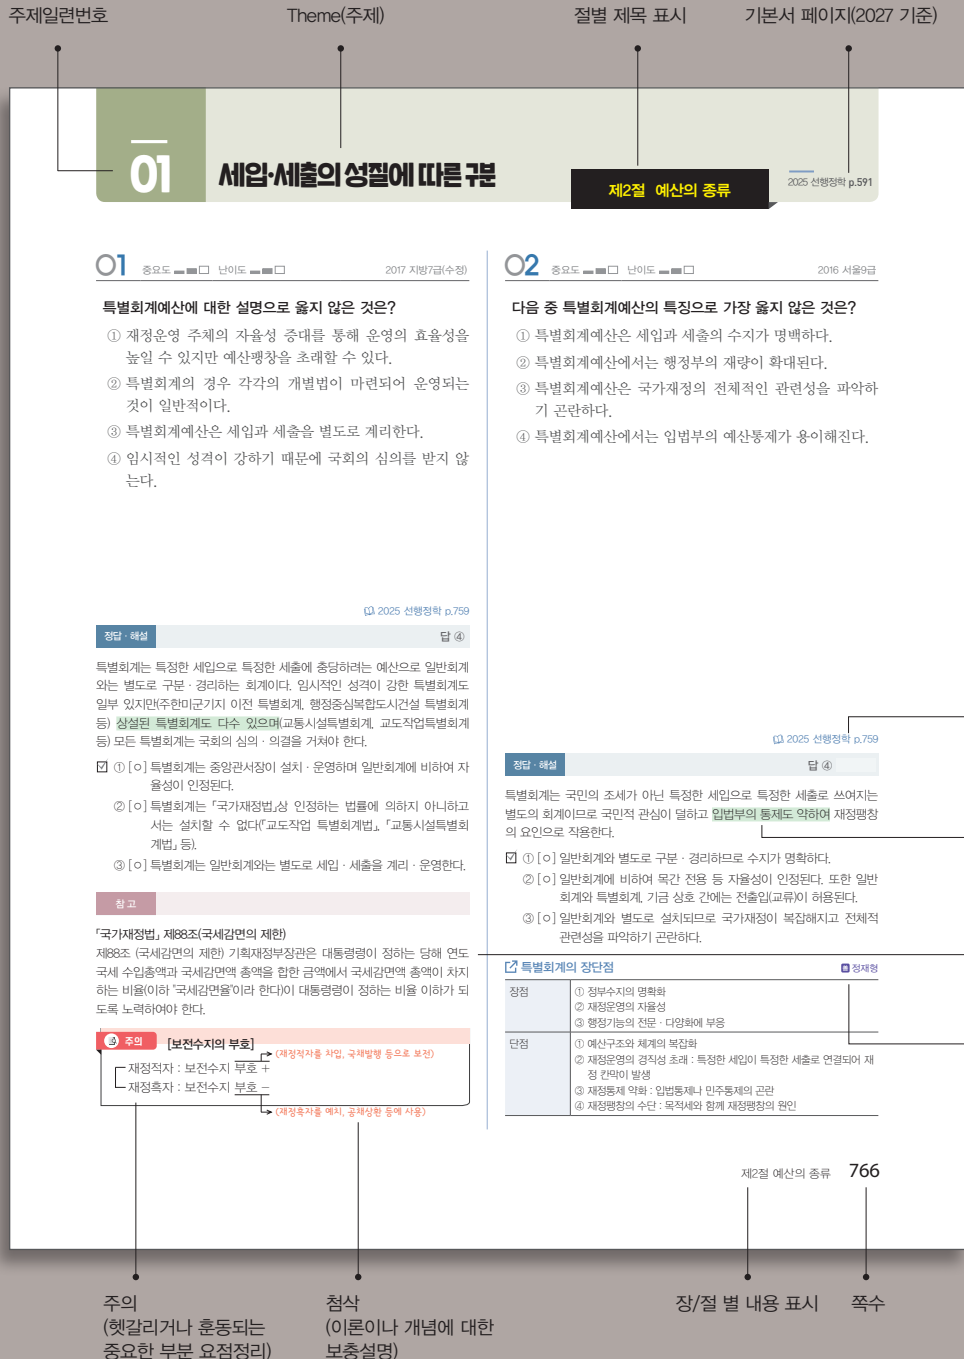 주제일련번호
Theme(주제)
절별 제목 표시
기본서 페이지(2027 기준)
01
세입·세출의 성질에 따른 구분
제2절 예산의 종류
2025 선행정학 p.591
01 중요도 난이도 2017 지방7급(수정)
특별회계예산에 대한 설명으로 옳지 않은 것은?
① 재정운영 주체의 자율성 증대를 통해 운영의 효율성을
높일 수 있지만 예산팽창을 초래할 수 있다.
② 특별회계의 경우 각각의 개별법이 마련되어 운영되는
것이 일반적이다.
③ 특별회계예산은 세입과 세출을 별도로 계리한다.
④ 임시적인 성격이 강하기 때문에 국회의 심의를 받지 않
는다.
2025 선행정학 p.759
정답·해설 답 ④
특별회계는 특정한 세입으로 특정한 세출에 충당하려는 예산으로 일반회계
와는 별도로 구분·경리하는 회계이다. 임시적인 성격이 강한 특별회계도
일부 있지만(주한미군기지 이전 특별회계, 행정중심복합도시건설 특별회계
등) 상설된 특별회계도 다수 있으며(교통시설특별회계, 교도작업특별회계
등) 모든 특별회계는 국회의 심의·의결을 거쳐야 한다.
☑ ① [ㅇ] 특별회계는 중앙관서장이 설치·운영하며 일반회계에 비하여 자
율성이 인정된다.
② [ㅇ] 특별회계는 「국가재정법」상 인정하는 법률에 의하지 아니하고
서는 설치할 수 없다(「교도작업 특별회계법」, 「교통시설특별회
계법」 등).
③ [ㅇ] 특별회계는 일반회계와는 별도로 세입·세출을 계리·운영한다.
참고
「국가재정법」 제88조(국세감면의 제한)
제88조 (국세감면의 제한) 기획재정부장관은 대통령령이 정하는 당해 연도
국세 수입총액과 국세감면액 총액을 합한 금액에서 국세감면액 총액이 차지
하는 비율(이하 "국세감면율"이라 한다)이 대통령령이 정하는 비율 이하가 되
도록 노력하여야 한다.
주의 [보전수지의 부호]
(재정적자를 차입, 국채발행 등으로 보전)
재정적자 : 보전수지 부호 +
재정흑자 : 보전수지 부호 −
(재정흑자를 예치, 공채상환 등에 사용)
02 중요도 난이도 2016 서울9급
다음 중 특별회계예산의 특징으로 가장 옳지 않은 것은?
① 특별회계예산은 세입과 세출의 수지가 명백하다.
② 특별회계예산에서는 행정부의 재량이 확대된다.
③ 특별회계예산은 국가재정의 전체적인 관련성을 파악하
기 곤란하다.
④ 특별회계예산에서는 입법부의 예산통제가 용이해진다.
2025 선행정학 p.759
정답·해설 답 ④
특별회계는 국민의 조세가 아닌 특정한 세입으로 특정한 세출로 쓰여지는
별도의 회계이므로 국민적 관심이 덜하고 입법부의 통제도 약하여 재정팽창
의 요인으로 작용한다.
☑ ① [ㅇ] 일반회계와 별도로 구분·경리하므로 수지가 명확하다.
② [ㅇ] 일반회계에 비하여 목간 전용 등 자율성이 인정된다. 또한 일반
회계와 특별회계, 기금 상호 간에는 전출입(교류)이 허용된다.
③ [ㅇ] 일반회계와 별도로 설치되므로 국가재정이 복잡해지고 전체적
관련성을 파악하기 곤란하다.
특별회계의 장단점 정재형
장점 ① 정부수지의 명확화
② 재정운영의 자율성
③ 행정기능의 전문·다양화에 부응
단점 ① 예산구조와 체계의 복잡화
② 재정운영의 경직성 초래 : 특정한 세입이 특정한 세출로 연결되어 재
정 칸막이 발생
③ 재정통제 약화 : 입법통제나 민주통제의 곤란
④ 재정팽창의 수단 : 목적세와 함께 재정팽창의 원인
제2절 예산의 종류 766
주의
(헷갈리거나 혼동되는
중요한 부분 요점정리)
첨삭
(이론이나 개념에 대한
보충설명)
장/절 별 내용 표시
쪽수